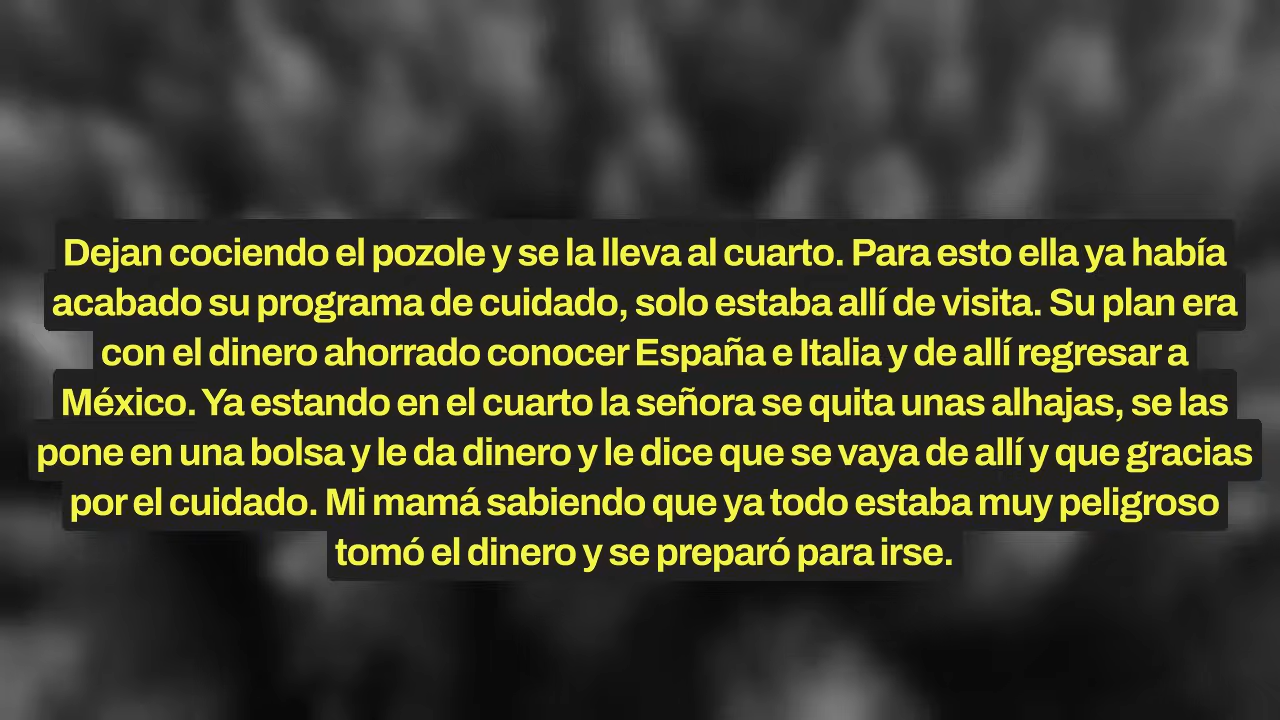 Dejan cociendo el pozole y se la lleva al cuarto. Para esto ella ya había
acabado su programa de cuidado, solo estaba allí de visita. Su plan era
con el dinero ahorrado conocer España e Italia y de allí regresar a
México. Ya estando en el cuarto la señora se quita unas alhajas, se las
pone en una bolsa y le da dinero y le dice que se vaya de allí y que gracias
por el cuidado. Mi mamá sabiendo que ya todo estaba muy peligroso
tomó el dinero y se preparó para irse.